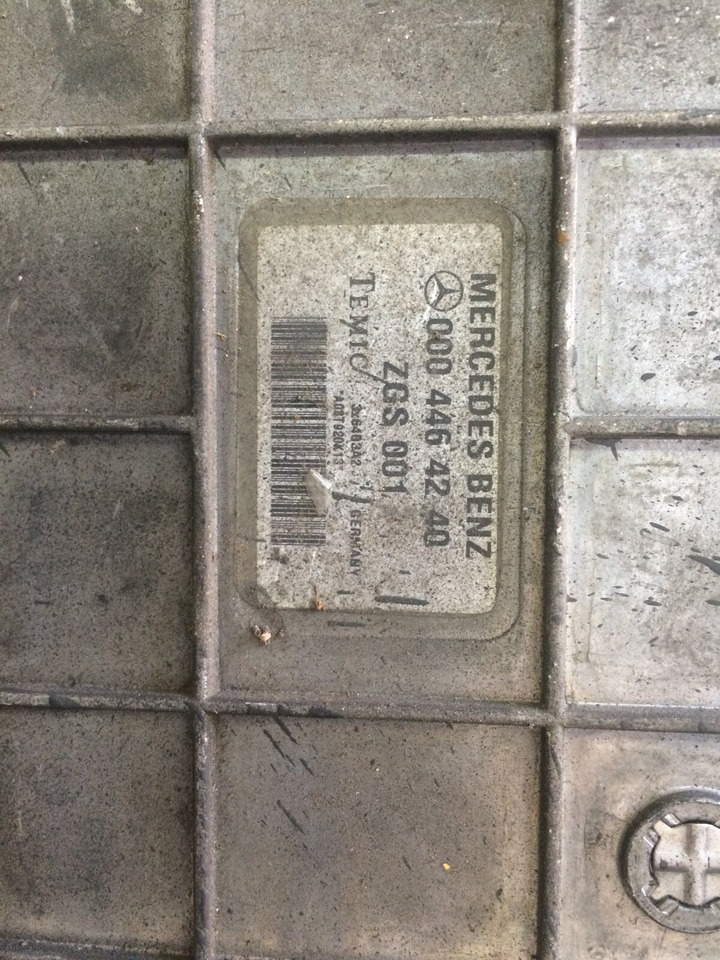 MERCEDES BENZ
000 446 42 40
ZGS 001
TEMIC
GERMANY